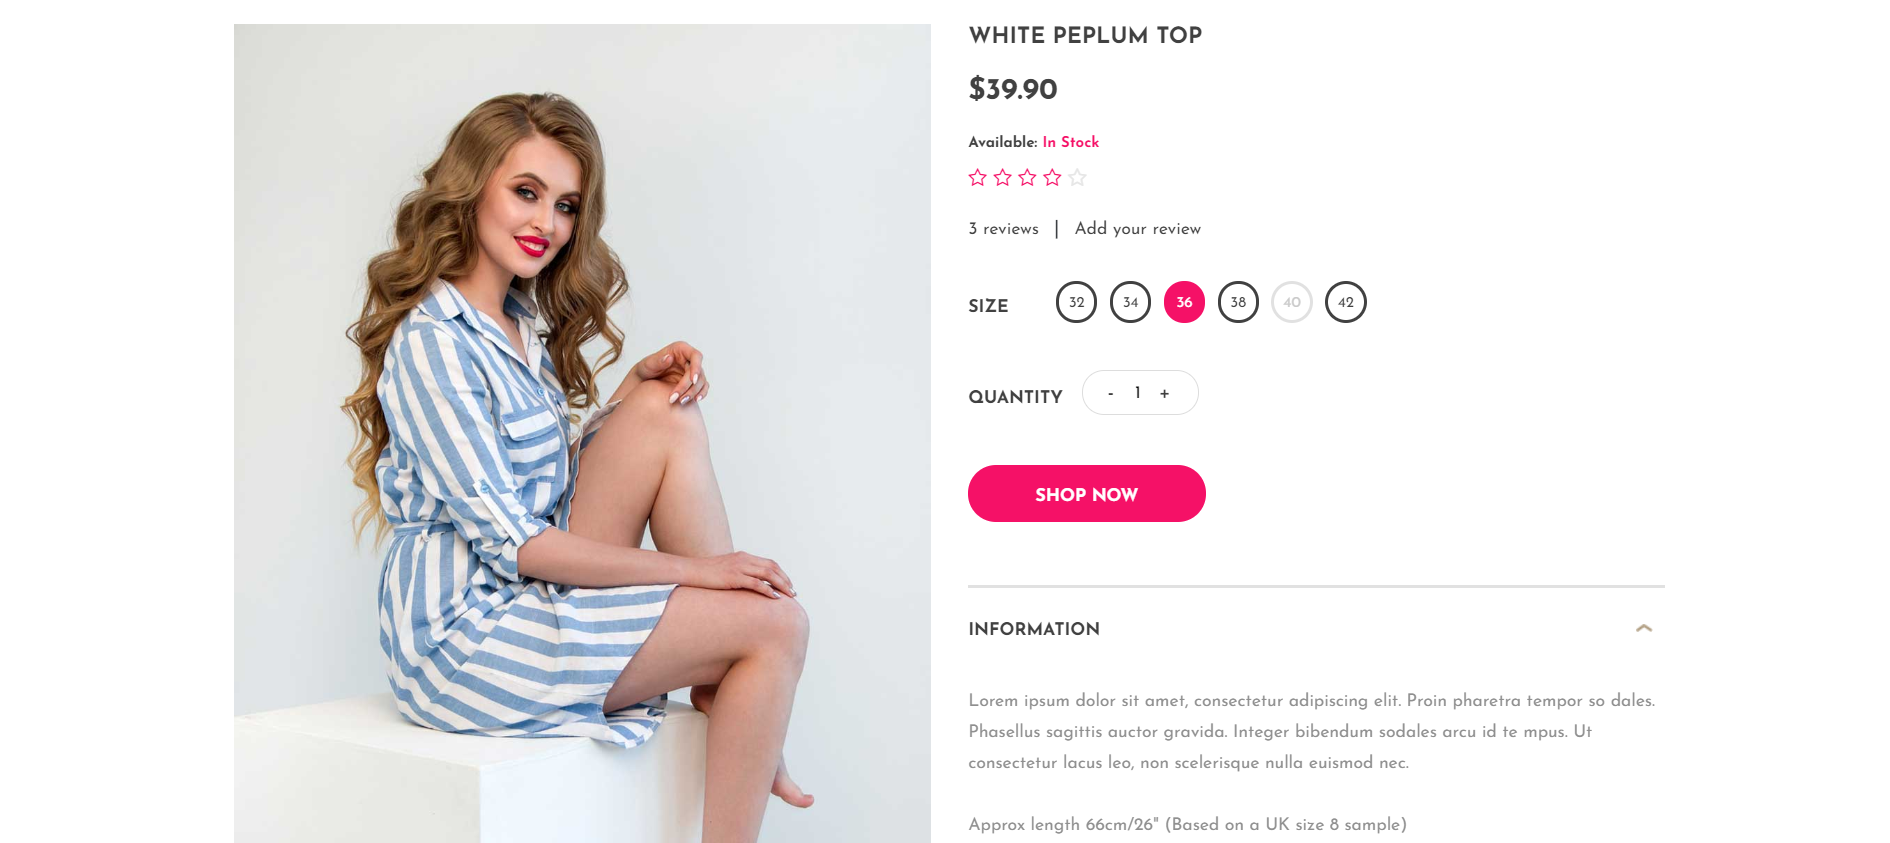 WHITE PEPLUM TOP
$39.90
Available: In Stock
3 reviews | Add your review
SIZE 32 34 36 38 40 42
QUANTITY - 1 +
SHOP NOW
INFORMATION
Lorem ipsum dolor sit amet, consectetur adipiscing elit. Proin pharetra tempor so dales.
Phasellus sagittis auctor gravida. Integer bibendum sodales arcu id te mpus. Ut
consectetur lacus leo, non scelerisque nulla euismod nec.
Approx length 66cm/26" (Based on a UK size 8 sample)